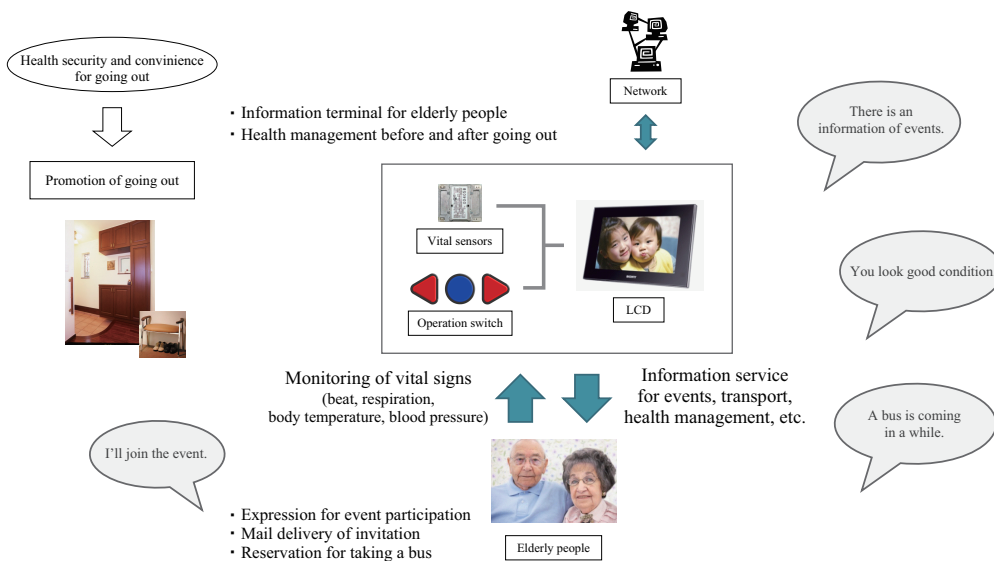 Health security and convinience
for going out
Promotion of going out
・Information terminal for elderly people
・Health management before and after going out
Network
There is an
information of events.
Vital sensors
Operation switch
LCD
You look good condition.
Monitoring of vital signs
(beat, respiration,
body temperature, blood pressure)
Information service
for events, transport,
health management, etc.
A bus is coming
in a while.
I’ll join the event.
・Expression for event participation
・Mail delivery of invitation
・Reservation for taking a bus
Elderly people